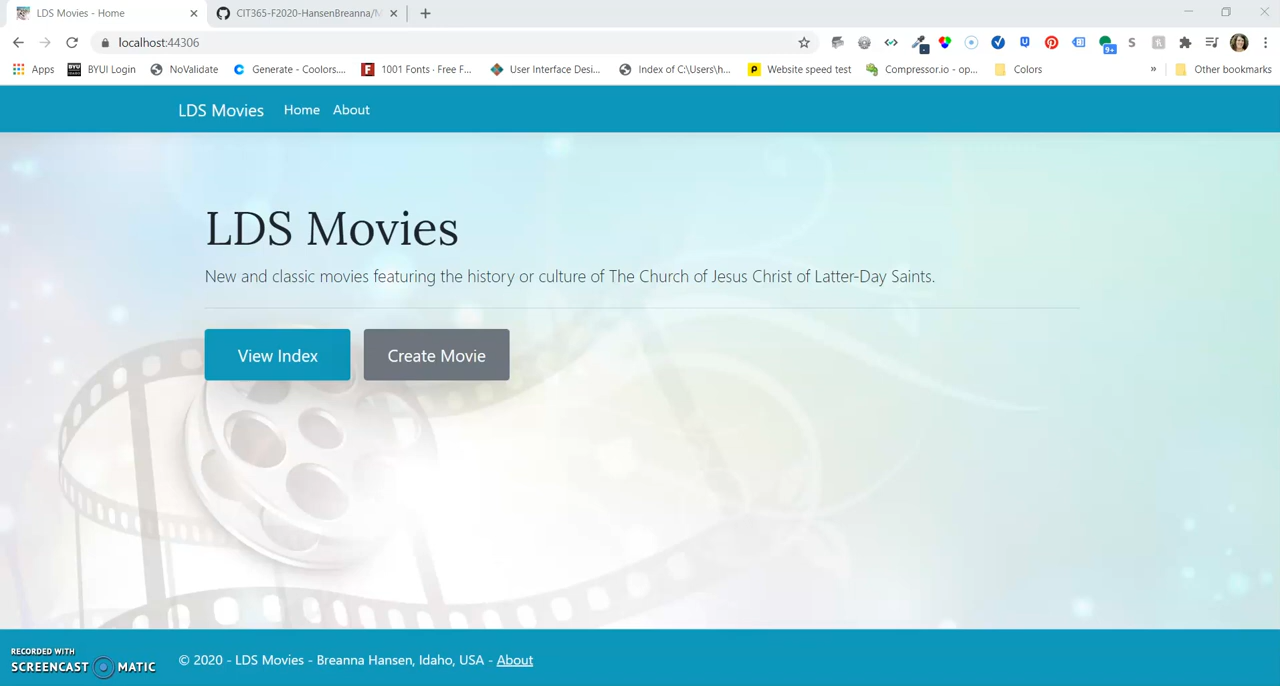 LDS Movies - Home
CIT365-F2020-HansenBreanna/M
localhost:44306
9+
S
Apps
BYUI Login
NoValidate
Generate - Coolors....
1001 Fonts · Free F...
User Interface Desi...
Index of C:\Users\h...
Website speed test
Compressor.io - op...
Colors
»
Other bookmarks
LDS Movies
Home
About
LDS Movies
New and classic movies featuring the history or culture of The Church of Jesus Christ of Latter-Day Saints.
View Index
Create Movie
RECORDED WITH
SCREENCAST MATIC
© 2020 - LDS Movies - Breanna Hansen, Idaho, USA - About